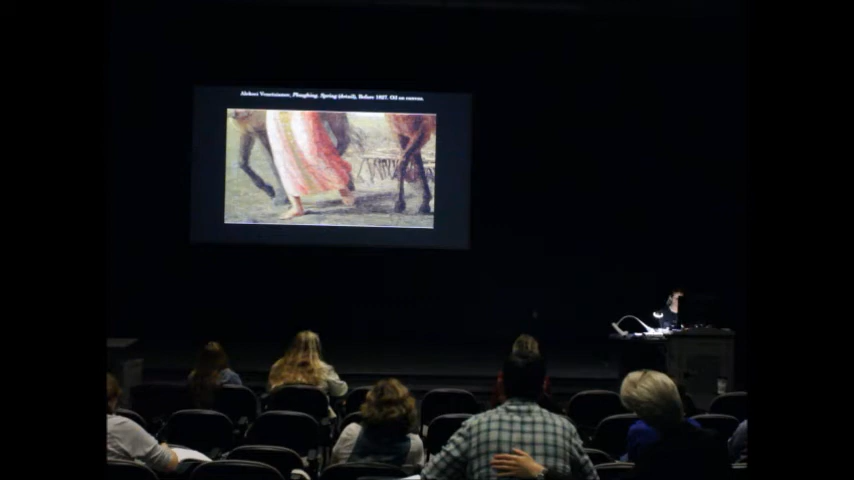 Aleksei Venetsianov, Ploughing. Spring (detail), Before 1827. Oil on canvas.